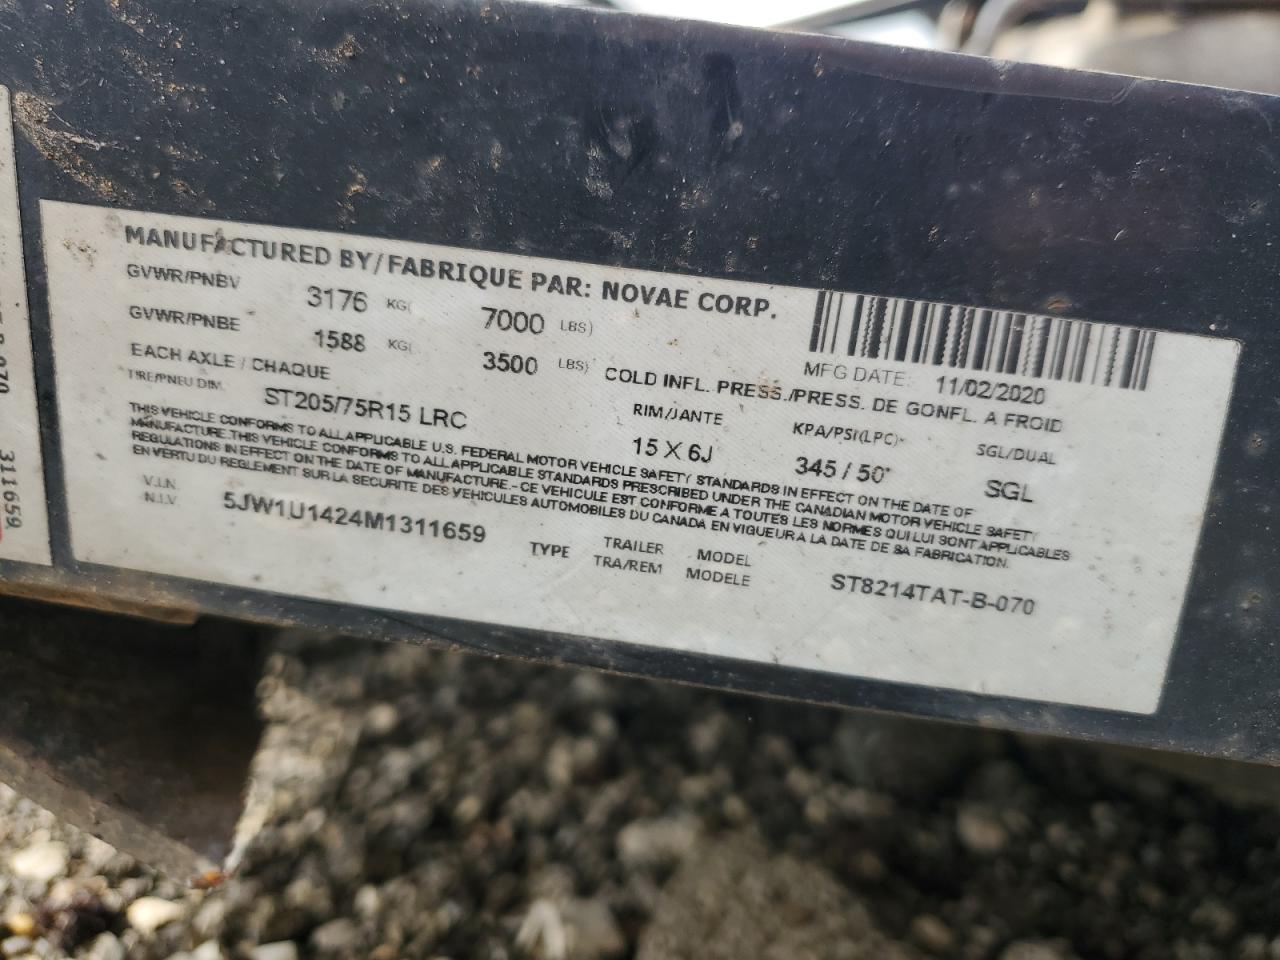 MANUFACTURED BY/FABRIQUE PAR: NOVAE CORP.
GVWR/PNBV 3176 KG( 7000 LBS)
GVWR/PNBE 1588 KG( 3500 LBS)
EACH AXLE / CHAQUE
MFG DATE: 11/02/2020
COLD INFL. PRESS./PRESS. DE GONFL. A FROID
TIRE/PNEU DIM. RIM/JANTE KPA/PSI(LPC) SGL/DUAL
ST205/75R15 LRC 15 X 6J 345 / 50 SGL
THIS VEHICLE CONFORMS TO ALL APPLICABLE U.S. FEDERAL MOTOR VEHICLE SAFETY STANDARDS IN EFFECT ON THE DATE OF
MANUFACTURE. THIS VEHICLE CONFORMS TO ALL APPLICABLE STANDARDS PRESCRIBED UNDER THE CANADIAN MOTOR VEHICLE SAFETY
REGULATIONS IN EFFECT ON THE DATE OF MANUFACTURE. - CE VEHICULE EST CONFORME A TOUTES LES NORMES QUI LUI SONT APPLICABLES
EN VERTU DU REGLEMENT SUR LA SECURITE DES VEHICULES AUTOMOBILES DU CANADA EN VIGUEUR A LA DATE DE SA FABRICATION.
V.I.N. 5JW1U1424M1311659
N.I.V.
TYPE TRAILER MODEL ST8214TAT-B-070
TRA/REM MODELE
311659